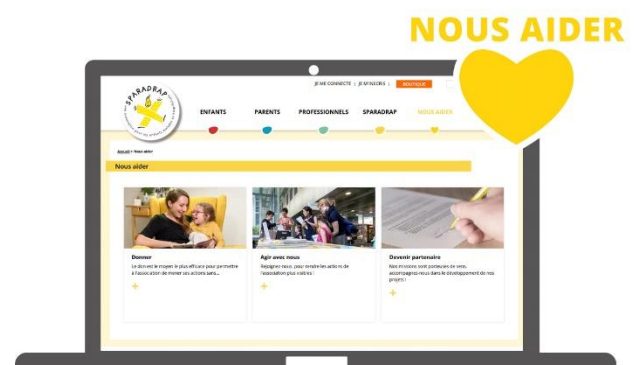 NOUS AIDER
SPARADRAP
JE ME CONNECTE | JE M'INSCRIS | BOUTIQUE
ENFANTS PARENTS PROFESSIONNELS SPARADRAP NOUS AIDER
Accueil > Nous aider
Nous aider
Donner
Le don est le moyen le plus efficace pour permettre
à l'association de mener ses actions sans...
+
Agir avec nous
Rejoignez-nous, pour rendre les actions de
l'association plus visibles !
+
Devenir partenaire
Nos missions sont porteuses de sens,
accompagnez-nous dans le développement de nos
projets !
+